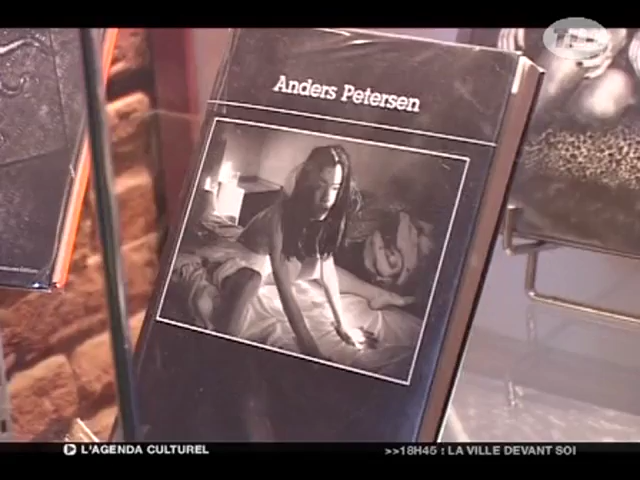 Anders Petersen
L'AGENDA CULTUREL
>>18H45 : LA VILLE DEVANT SOI